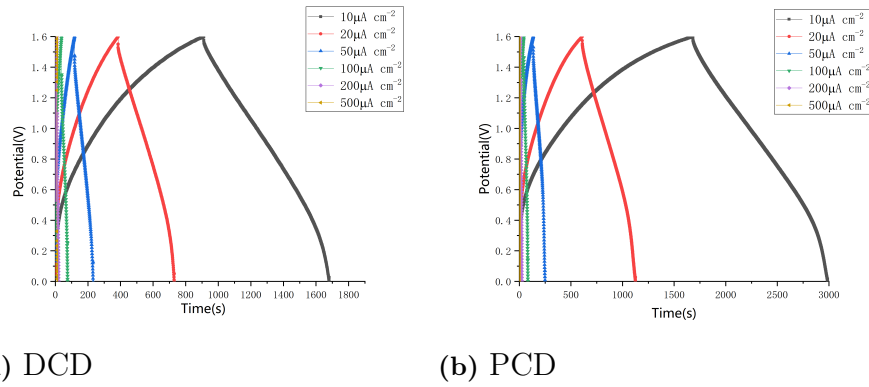 10μA cm-2
20μA cm-2
50μA cm-2
100μA cm-2
200μA cm-2
500μA cm-2
1.6
1.4
1.2
1.0
0.8
0.6
0.4
0.2
0.0
Potential(V)
0 200 400 600 800 1000 1200 1400 1600 1800
Time(s)
10μA cm-2
20μA cm-2
50μA cm-2
100μA cm-2
200μA cm-2
500μA cm-2
1.6
1.4
1.2
1.0
0.8
0.6
0.4
0.2
0.0
Potential(V)
0 500 1000 1500 2000 2500 3000
Time(s)
) DCD
(b) PCD